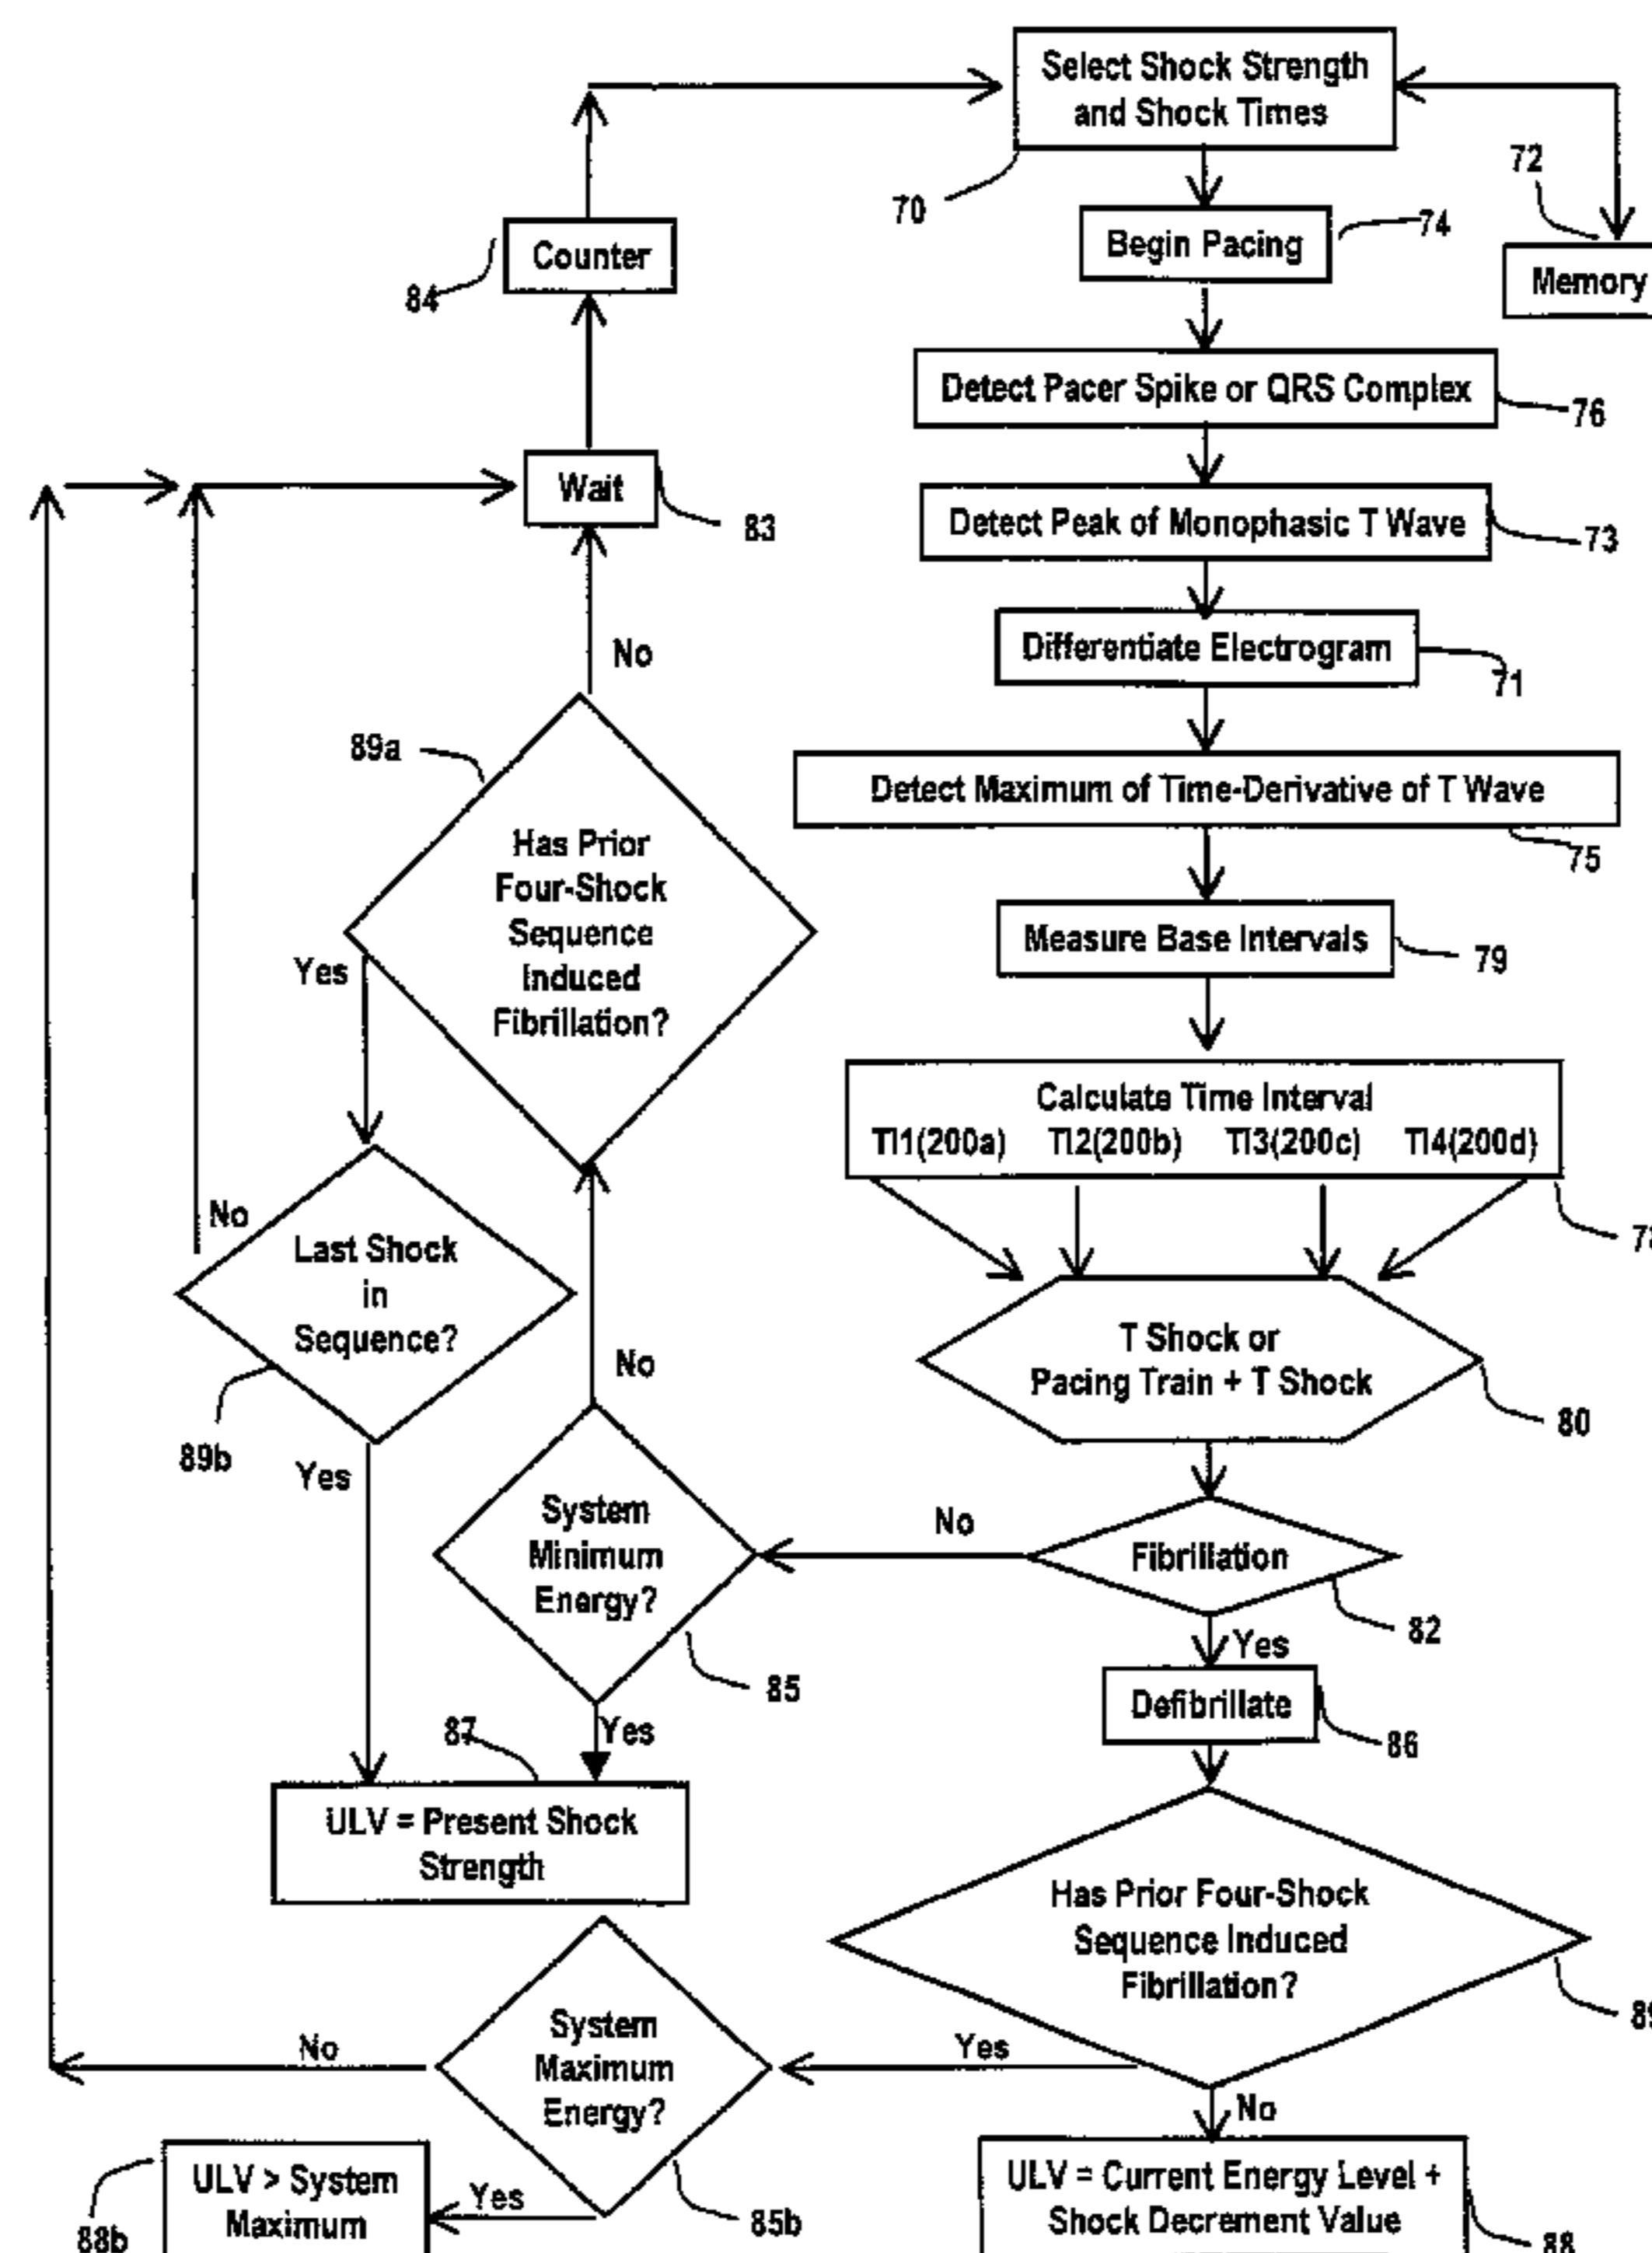 Select Shock Strength
and Shock Times
70
72
Memory
Begin Pacing
74
Counter
84
Detect Pacer Spike or QRS Complex
76
Wait
83
Detect Peak of Monophasic T Wave
73
No
Differentiate Electrogram
71
89a
Detect Maximum of Time-Derivative of T Wave
75
Has Prior
Four-Shock
Sequence
Induced
Fibrillation?
Yes
Measure Base Intervals
79
Calculate Time Interval
TI1(200a) TI2(200b) TI3(200c) TI4(200d)
No
Last Shock
in
Sequence?
89b
Yes
No
T Shock or
Pacing Train + T Shock
80
System
Minimum
Energy?
85
No
Fibrillation
82
Yes
Yes
Defibrillate
86
87
ULV = Present Shock
Strength
Has Prior Four-Shock
Sequence Induced
Fibrillation?
Yes
No
System
Maximum
Energy?
85b
No
Yes
ULV > System
Maximum
88b
ULV = Current Energy Level +
Shock Decrement Value
88